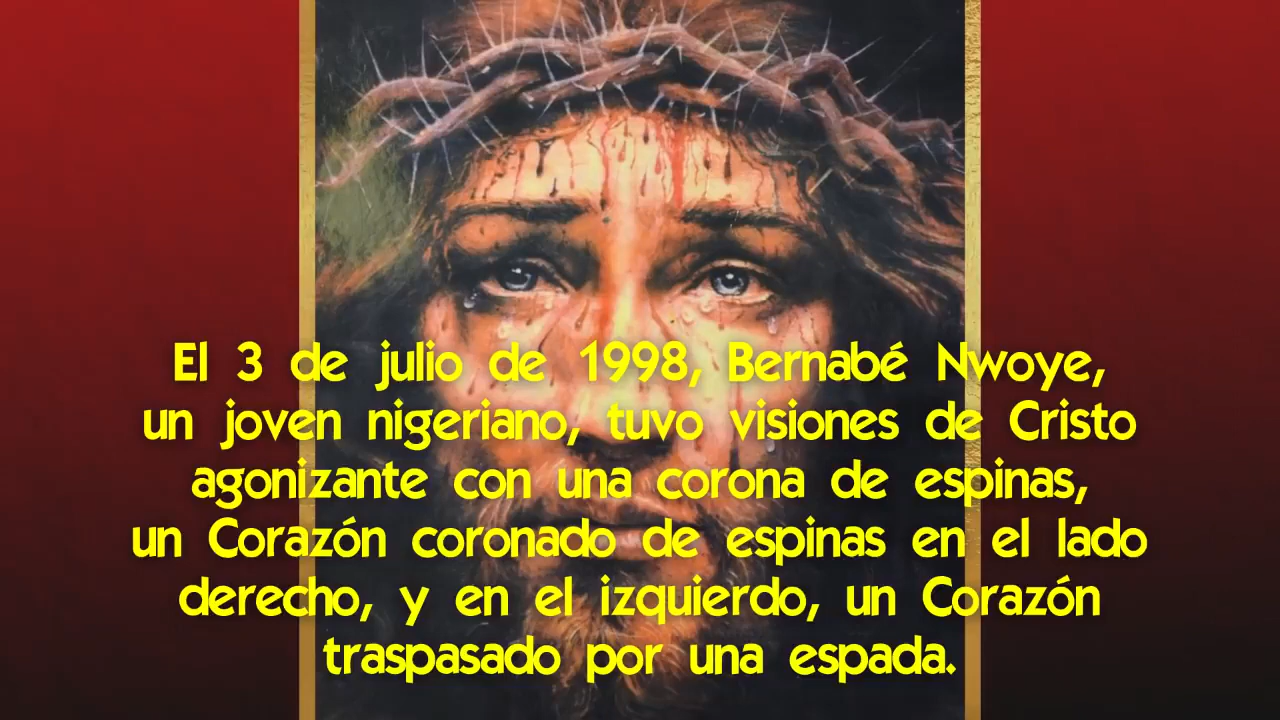 El 3 de julio de 1998, Bernabé Nwoye,
un joven nigeriano, tuvo visiones de Cristo
agonizante con una corona de espinas,
un Corazón coronado de espinas en el lado
derecho, y en el izquierdo, un Corazón
traspasado por una espada.